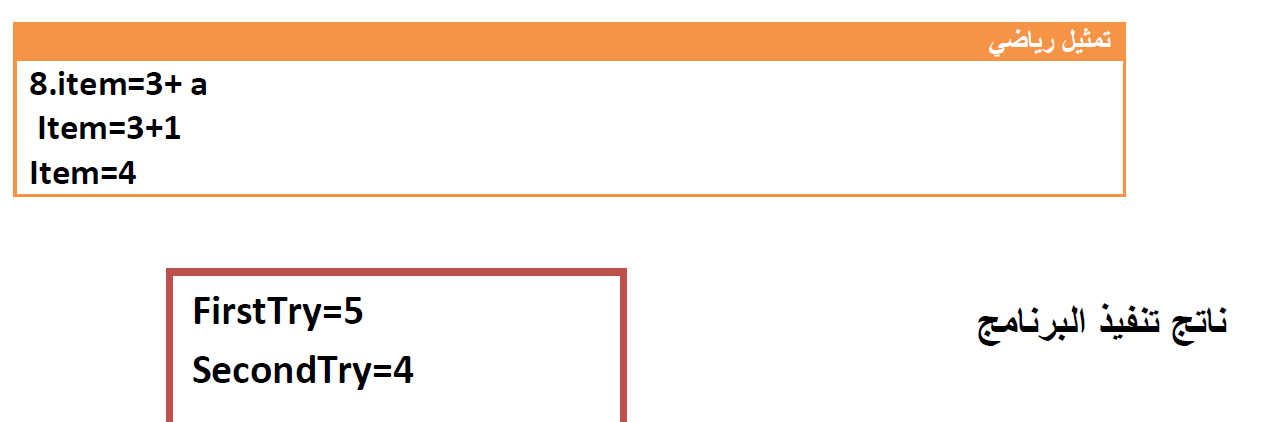 تمثيل رياضي
8.item=3+ a
Item=3+1
Item=4
ناتج تنفيذ البرنامج
FirstTry=5
SecondTry=4